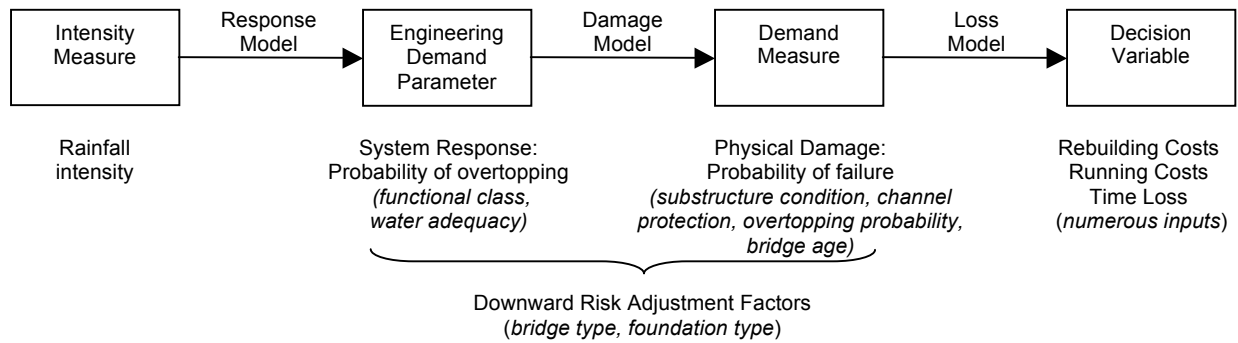 Intensity
Measure
Response
Model
Engineering
Demand
Parameter
Damage
Model
Demand
Measure
Loss
Model
Decision
Variable
Rainfall
intensity
System Response:
Probability of overtopping
(functional class,
water adequacy)
Physical Damage:
Probability of failure
(substructure condition, channel
protection, overtopping probability,
bridge age)
Rebuilding Costs
Running Costs
Time Loss
(numerous inputs)
Downward Risk Adjustment Factors
(bridge type, foundation type)